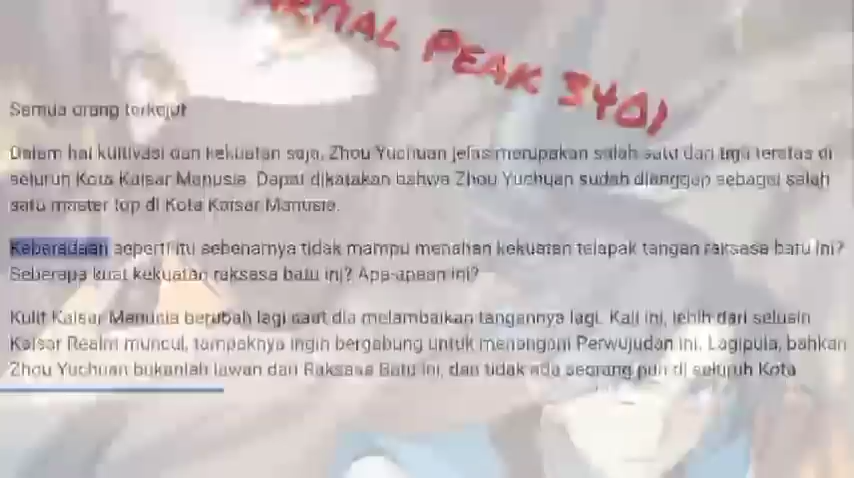 PEAK 3401
Semua orang terkejut
Dalam hal kultivasi dan kekuatan saja, Zhou Yuchuan jelas merupakan salah satu dari tiga teratas di
seluruh Kota Kaisar Manusia. Dapat dikatakan bahwa Zhou Yuchuan sudah dianggap sebagai salah
satu master top di Kota Kaisar Manusia.
Keberadaan seperti itu sebenarnya tidak mampu menahan kekuatan telapak tangan raksasa batu ini?
Seberapa kuat kekuatan raksasa batu ini? Apa-apaan ini?
Kulit Kaisar Manusia berubah lagi saat dia melambaikan tangannya lagi. Kali ini, lebih dari selusin
Kaisar Realm muncul, tampaknya ingin bergabung untuk menangani Perwujudan ini. Lagipula, bahkan
Zhou Yuchuan bukanlah lawan dari Raksasa Batu ini, dan tidak ada seorang pun di seluruh Kota